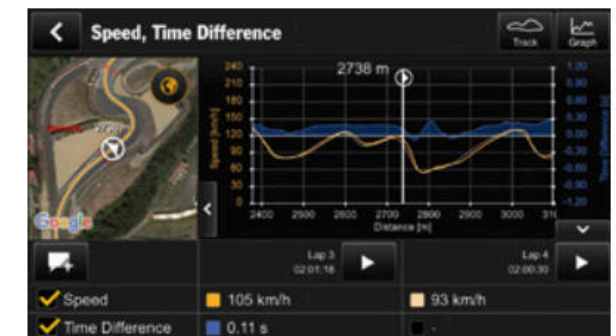 Speed, Time Difference
Track
Graph
2738 m
240
210
180
150
120
90
60
30
0
Speed [km/h]
1.20
0.90
0.60
0.30
0.00
-0.30
-0.60
-0.90
-1.20
2400 2500 2600 2700 2800 2900 3000 310
Distance [m]
Google
Lap 3
02:01:18
Lap 4
02:00:30
Speed
105 km/h
93 km/h
Time Difference
0.11 s
-